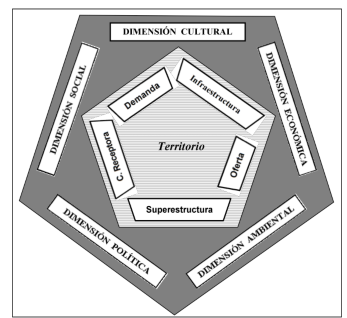 DIMENSIÓN CULTURAL
DIMENSIÓN SOCIAL
DIMENSIÓN ECONÓMICA
Demanda
Infraestructura
C. Receptora
Territorio
Oferta
Superestructura
DIMENSIÓN POLÍTICA
DIMENSIÓN AMBIENTAL